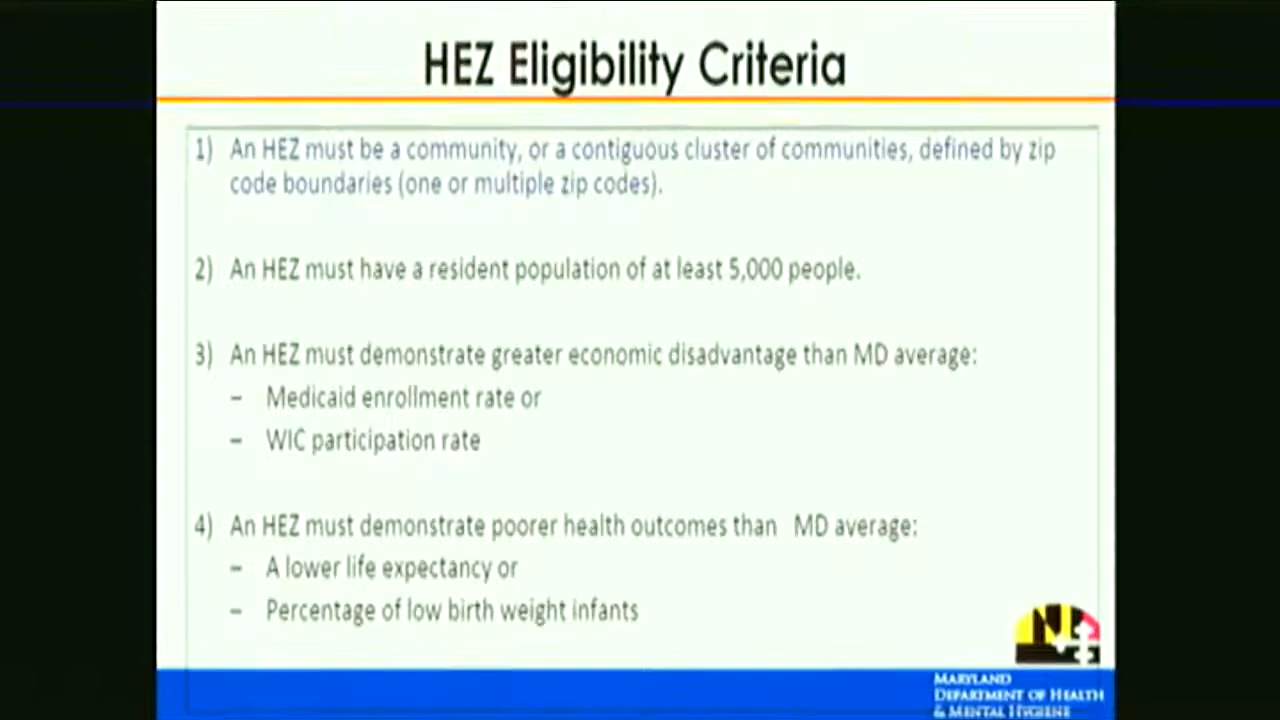 HEZ Eligibility Criteria
1) An HEZ must be a community, or a contiguous cluster of communities, defined by zip
code boundaries (one or multiple zip codes).
2) An HEZ must have a resident population of at least 5,000 people.
3) An HEZ must demonstrate greater economic disadvantage than MD average:
– Medicaid enrollment rate or
– WIC participation rate
4) An HEZ must demonstrate poorer health outcomes than MD average:
– A lower life expectancy or
– Percentage of low birth weight infants
MARYLAND
DEPARTMENT OF HEALTH
& MENTAL HYGIENE